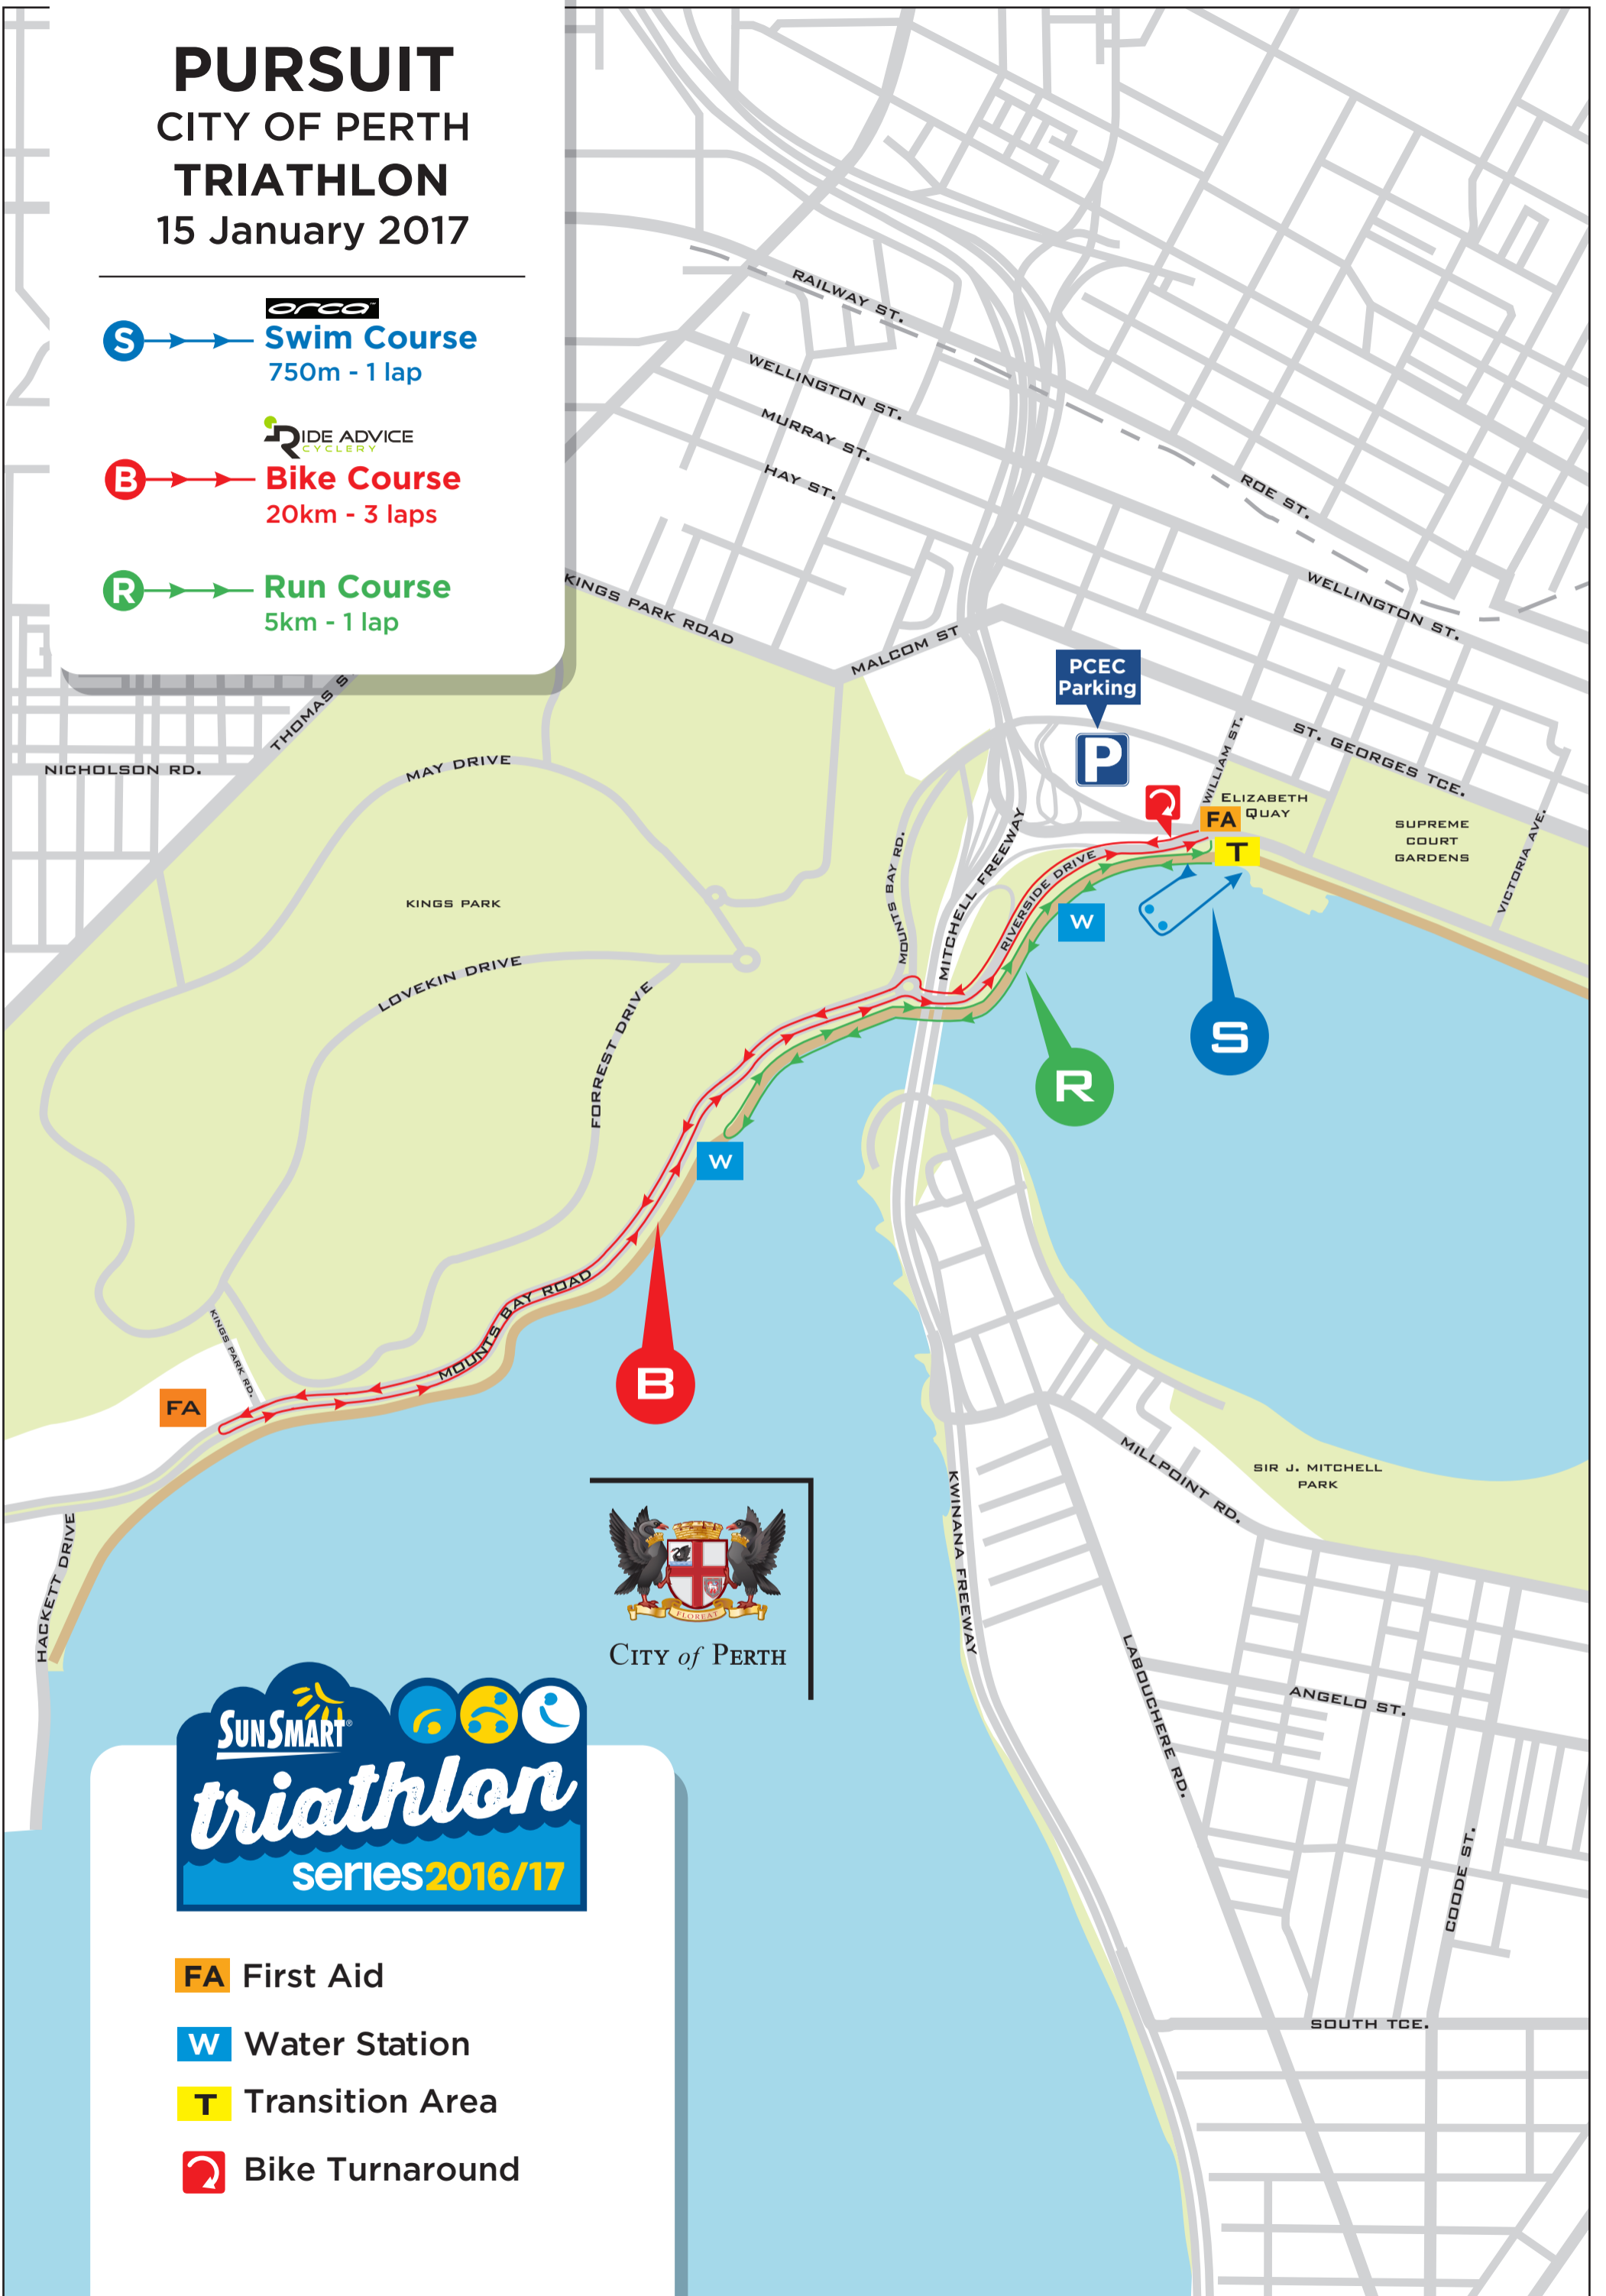 PURSUIT
CITY OF PERTH
TRIATHLON
15 January 2017
orca™
S
Swim Course
750m - 1 lap
RIDE ADVICE
CYCLERY
B
Bike Course
20km - 3 laps
R
Run Course
5km - 1 lap
RAILWAY ST.
WELLINGTON ST.
MURRAY ST.
HAY ST.
ROE ST.
WELLINGTON ST.
KINGS PARK ROAD
MALCOM ST
PCEC
Parking
P
THOMAS S
NICHOLSON RD.
MAY DRIVE
WILLIAM ST.
ST. GEORGES TCE.
ELIZABETH
QUAY
FA
T
SUPREME
COURT
GARDENS
VICTORIA AVE.
MOUNTS BAY RD.
MITCHELL FREEWAY
RIVERSIDE DRIVE
KINGS PARK
W
LOVEKIN DRIVE
FORREST DRIVE
S
R
W
MOUNTS BAY ROAD
KINGS PARK RD.
B
FA
HACKETT DRIVE
MILLPOINT RD.
SIR J. MITCHELL
PARK
KWINANA FREEWAY
FLOREAT
CITY of PERTH
LABOUCHERE RD.
ANGELO ST.
COODE ST.
SOUTH TCE.
SUNSMART®
triathlon
series2016/17
FA First Aid
W Water Station
T Transition Area
Bike Turnaround